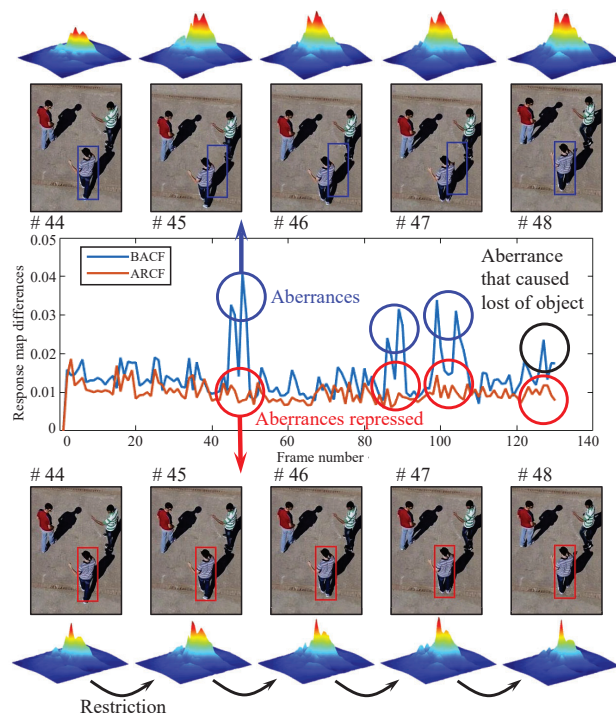 # 44 # 45 # 46 # 47 # 48
0.05
BACF
ARCF
Aberrance
that caused
lost of object
0.04
Aberrances
0.03
0.02
0.01
0
Response map differences
Aberrances repressed
0 20 40 60 80 100 120 140
Frame number
# 44 # 45 # 46 # 47 # 48
Restriction